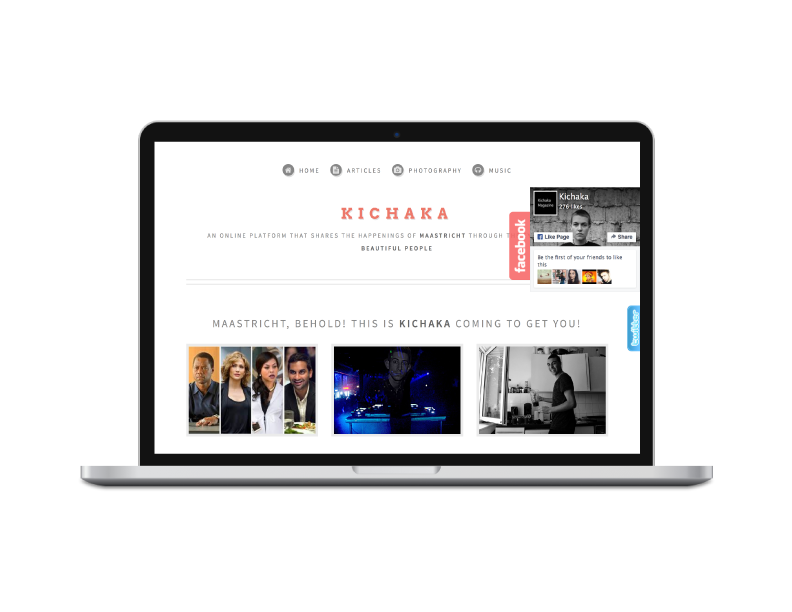 HOME ARTICLES PHOTOGRAPHY MUSIC
KICHAKA
AN ONLINE PLATFORM THAT SHARES THE HAPPENINGS OF MAASTRICHT THROUGH
BEAUTIFUL PEOPLE
facebook
Kichaka
Magazine
Kichaka
276 likes
Like Page
Share
Be the first of your friends to like
this
twitter
MAASTRICHT, BEHOLD! THIS IS KICHAKA COMING TO GET YOU!